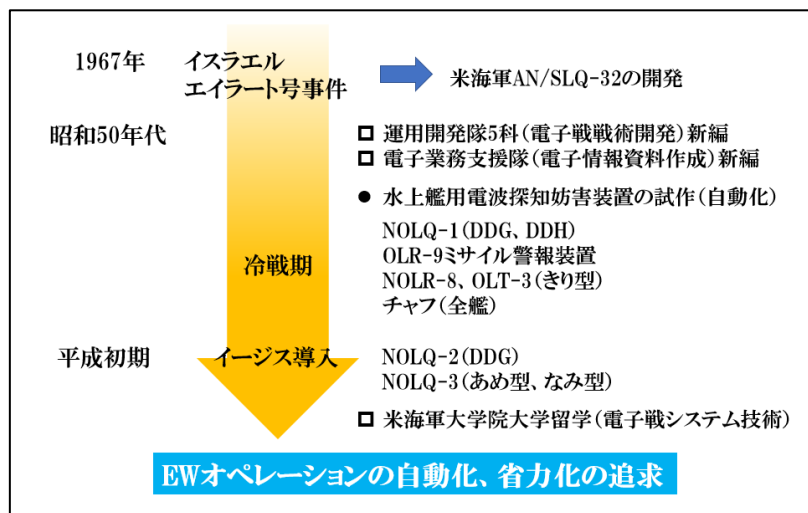 1967年 イスラエル
エイラート号事件
米海軍AN/SLQ-32の開発
昭和50年代
□ 運用開発隊5科(電子戦戦術開発)新編
□ 電子業務支援隊(電子情報資料作成)新編
● 水上艦用電波探知妨害装置の試作(自動化)
NOLQ-1(DDG、DDH)
OLR-9ミサイル警報装置
NOLR-8、OLT-3(きり型)
チャフ(全艦)
冷戦期
平成初期 イージス導入
NOLQ-2(DDG)
NOLQ-3(あめ型、なみ型)
□ 米海軍大学院大学留学(電子戦システム技術)
EWオペレーションの自動化、省力化の追求